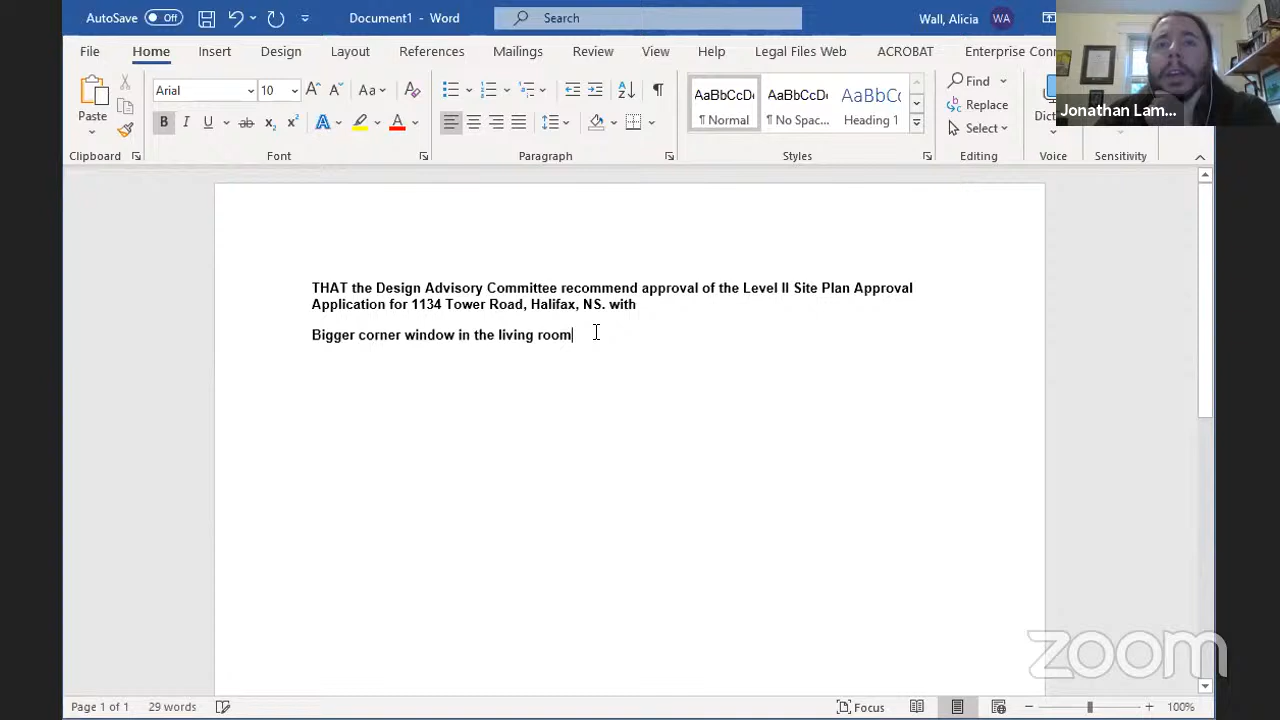 AutoSave Off Document1 - Word Search Wall, Alicia WA
File Home Insert Design Layout References Mailings Review View Help Legal Files Web ACROBAT Enterprise Con
Arial 10 Find
Paste Replace
B I U ab Select
AaBbCcDc AaBbCcDc AaBbCc
¶ Normal ¶ No Spac... Heading 1
Clipboard Font Paragraph Styles Editing Voice Sensitivity
Jonathan Lam...
THAT the Design Advisory Committee recommend approval of the Level II Site Plan Approval
Application for 1134 Tower Road, Halifax, NS. with
Bigger corner window in the living room
zoom
Page 1 of 1 29 words Focus 100%